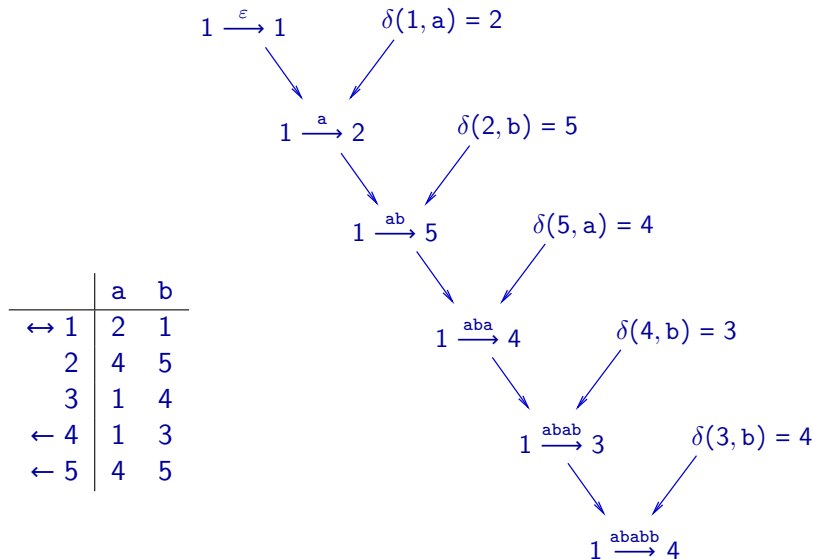 1 ε⟶ 1 δ(1, a) = 2
1 a⟶ 2 δ(2, b) = 5
1 ab⟶ 5 δ(5, a) = 4
1 aba⟶ 4 δ(4, b) = 3
1 abab⟶ 3 δ(3, b) = 4
1 ababb⟶ 4
a b
↔ 1 2 1
2 4 5
3 1 4
← 4 1 3
← 5 4 5